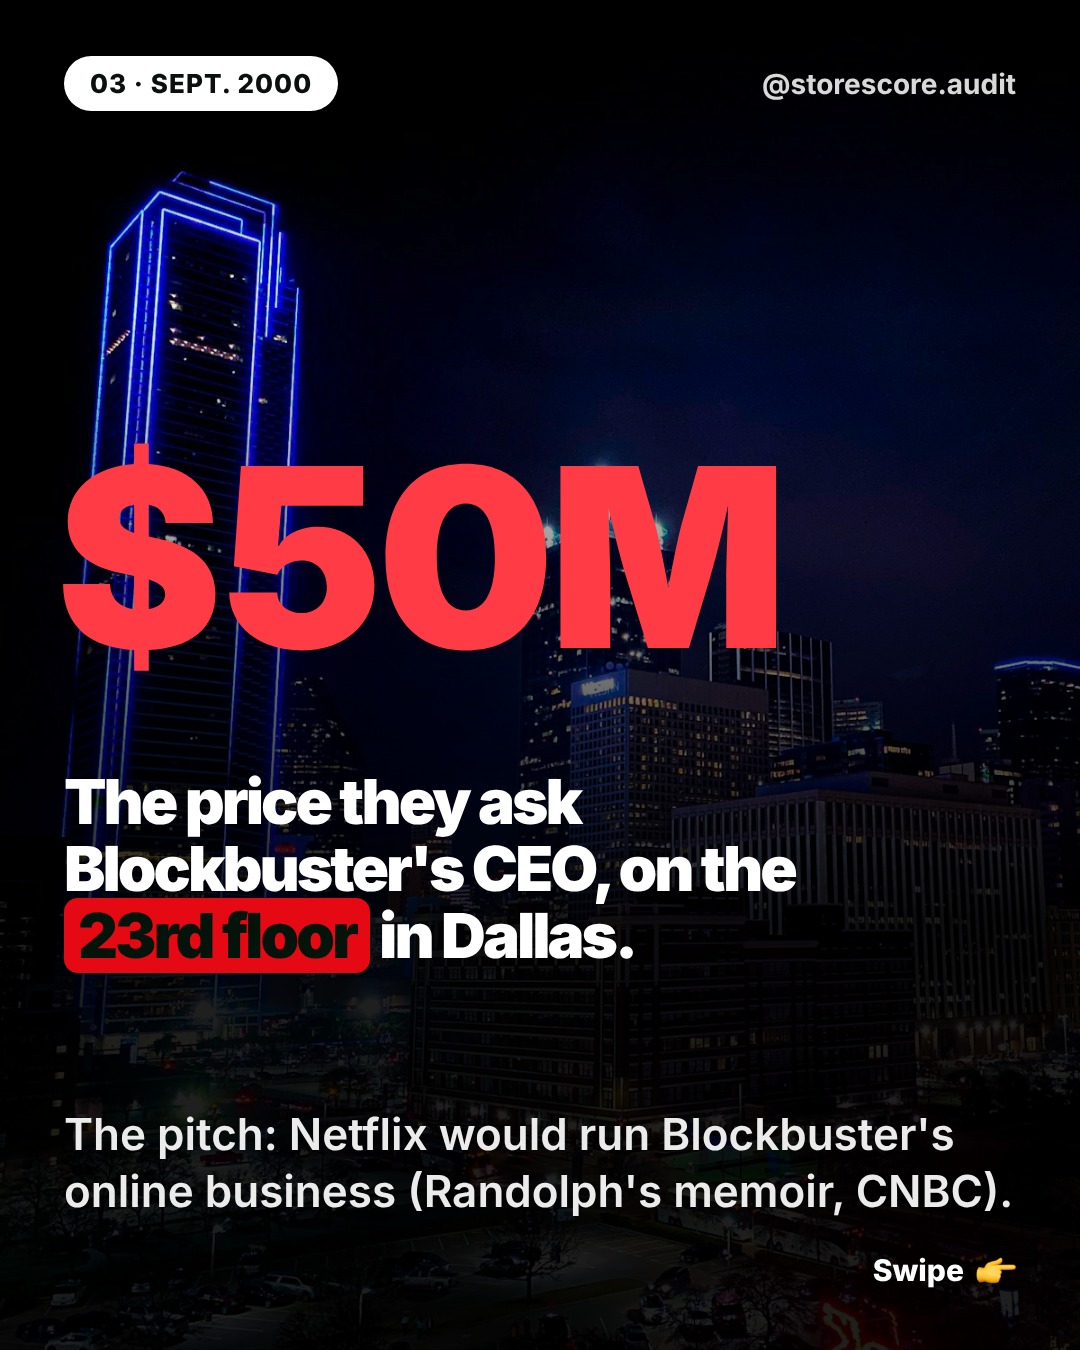 03 · SEPT. 2000
@storescore.audit
$50M
The price they ask
Blockbuster's CEO, on the
23rd floor in Dallas.
The pitch: Netflix would run Blockbuster's
online business (Randolph's memoir, CNBC).
Swipe 👉